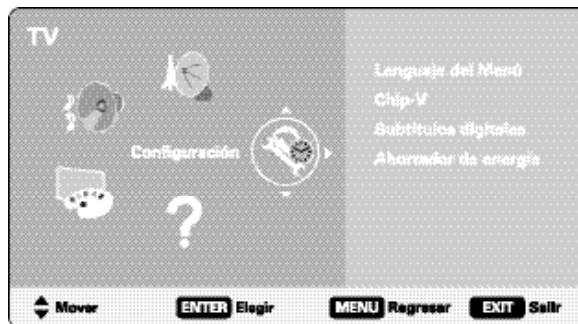 TV
Configuración
Lenguaje del Menú
Chip-V
Subtítulos digitales
Ahorrador de energía
?
Mover ENTER Elegir MENU Regresar EXIT Salir